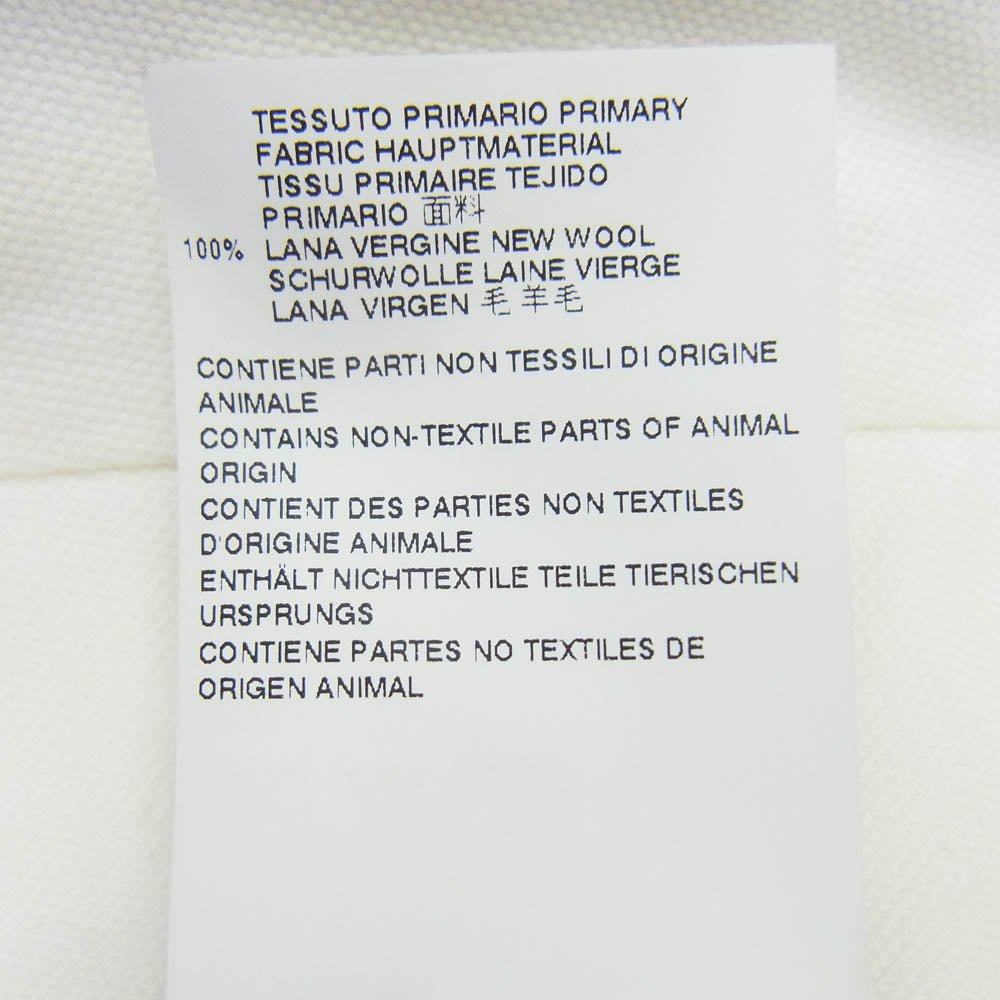 TESSUTO PRIMARIO PRIMARY
FABRIC HAUPTMATERIAL
TISSU PRIMAIRE TEJIDO
PRIMARIO 面料
100% LANA VERGINE NEW WOOL
SCHURWOLLE LAINE VIERGE
LANA VIRGEN 毛 羊毛
CONTIENE PARTI NON TESSILI DI ORIGINE
ANIMALE
CONTAINS NON-TEXTILE PARTS OF ANIMAL
ORIGIN
CONTIENT DES PARTIES NON TEXTILES
D'ORIGINE ANIMALE
ENTHÄLT NICHTTEXTILE TEILE TIERISCHEN
URSPRUNGS
CONTIENE PARTES NO TEXTILES DE
ORIGEN ANIMAL